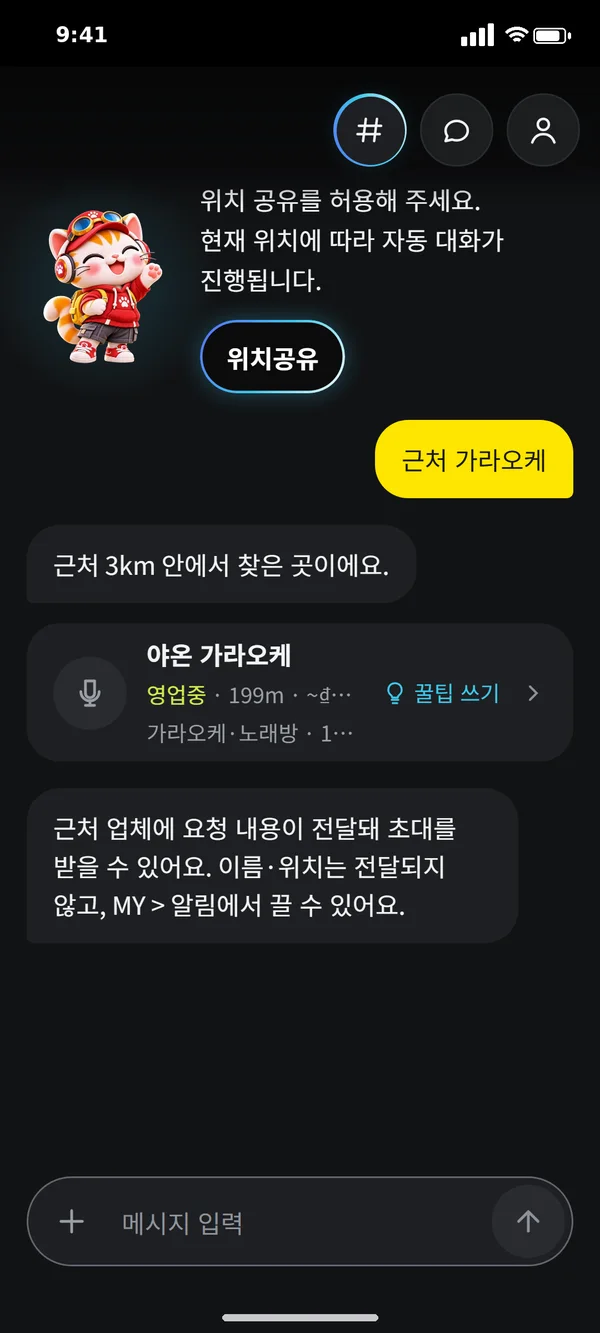 9:41
위치 공유를 허용해 주세요.
현재 위치에 따라 자동 대화가
진행됩니다.
위치공유
근처 가라오케
근처 3km 안에서 찾은 곳이에요.
야온 가라오케
영업중 · 199m · ~₫…
꿀팁 쓰기
가라오케·노래방 · 1…
근처 업체에 요청 내용이 전달돼 초대를
받을 수 있어요. 이름·위치는 전달되지
않고, MY > 알림에서 끌 수 있어요.
메시지 입력